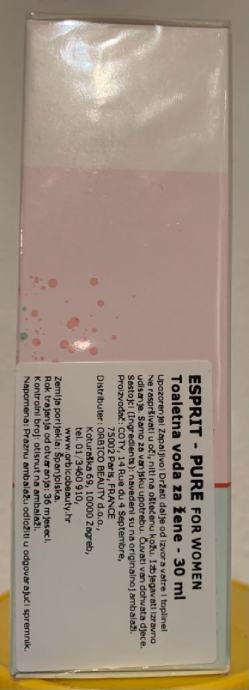 ESPRIT - PURE FOR WOMEN
Toaletna voda za žene - 30 ml
Upozorenje! Zapaljivo! Držati dalje od izvora vatre i topline!
Ne raspršivati u oči, niti na oštećenu kožu. Izbjegavati izravno
udisanje. Samo za vanjsku upotrebu. Čuvati van dohvata djece.
Sastojci (Ingredients): navedeni su na originalnoj ambalaži.
Proizvođač: COTY, 14 Rue du 4 Septembre,
75002 Paris, FRANCE
Distributer: ORBICO BEAUTY d.o.o.,
Koturaška 69, 10000 Zagreb,
tel. 01/3460 910,
www.orbicobeauty.hr
Zemlja porijekla: Španjolska.
Rok trajanja od otvaranja: 36 mjeseci.
Kontrolni broj: otisnut na ambalaži.
Napomena: Praznu ambalažu odložiti u odgovarajući spremnik.